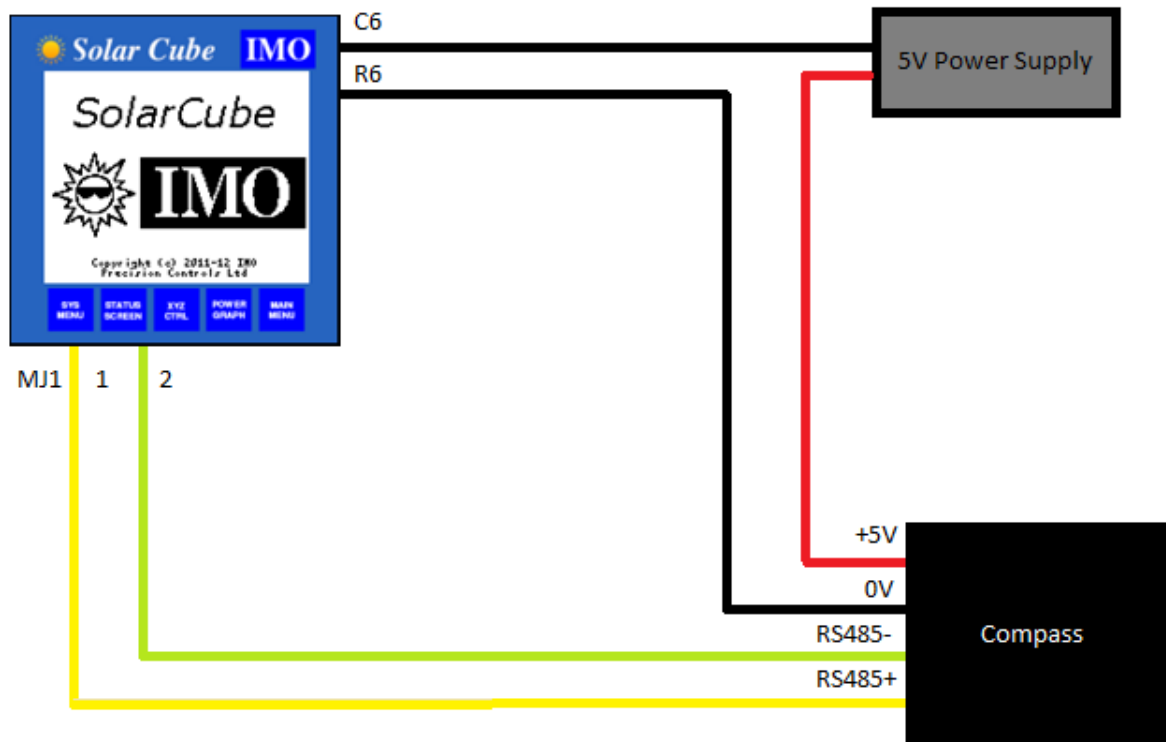 C6
Solar Cube IMO
5V Power Supply
R6
SolarCube
IMO
Copyright (c) 2011-12 IMO
Precision Controls Ltd
SYS MENU
STATUS SCREEN
XYZ CTRL
POWER GRAPH
MAIN MENU
MJ1 1 2
+5V
0V
RS485-
Compass
RS485+